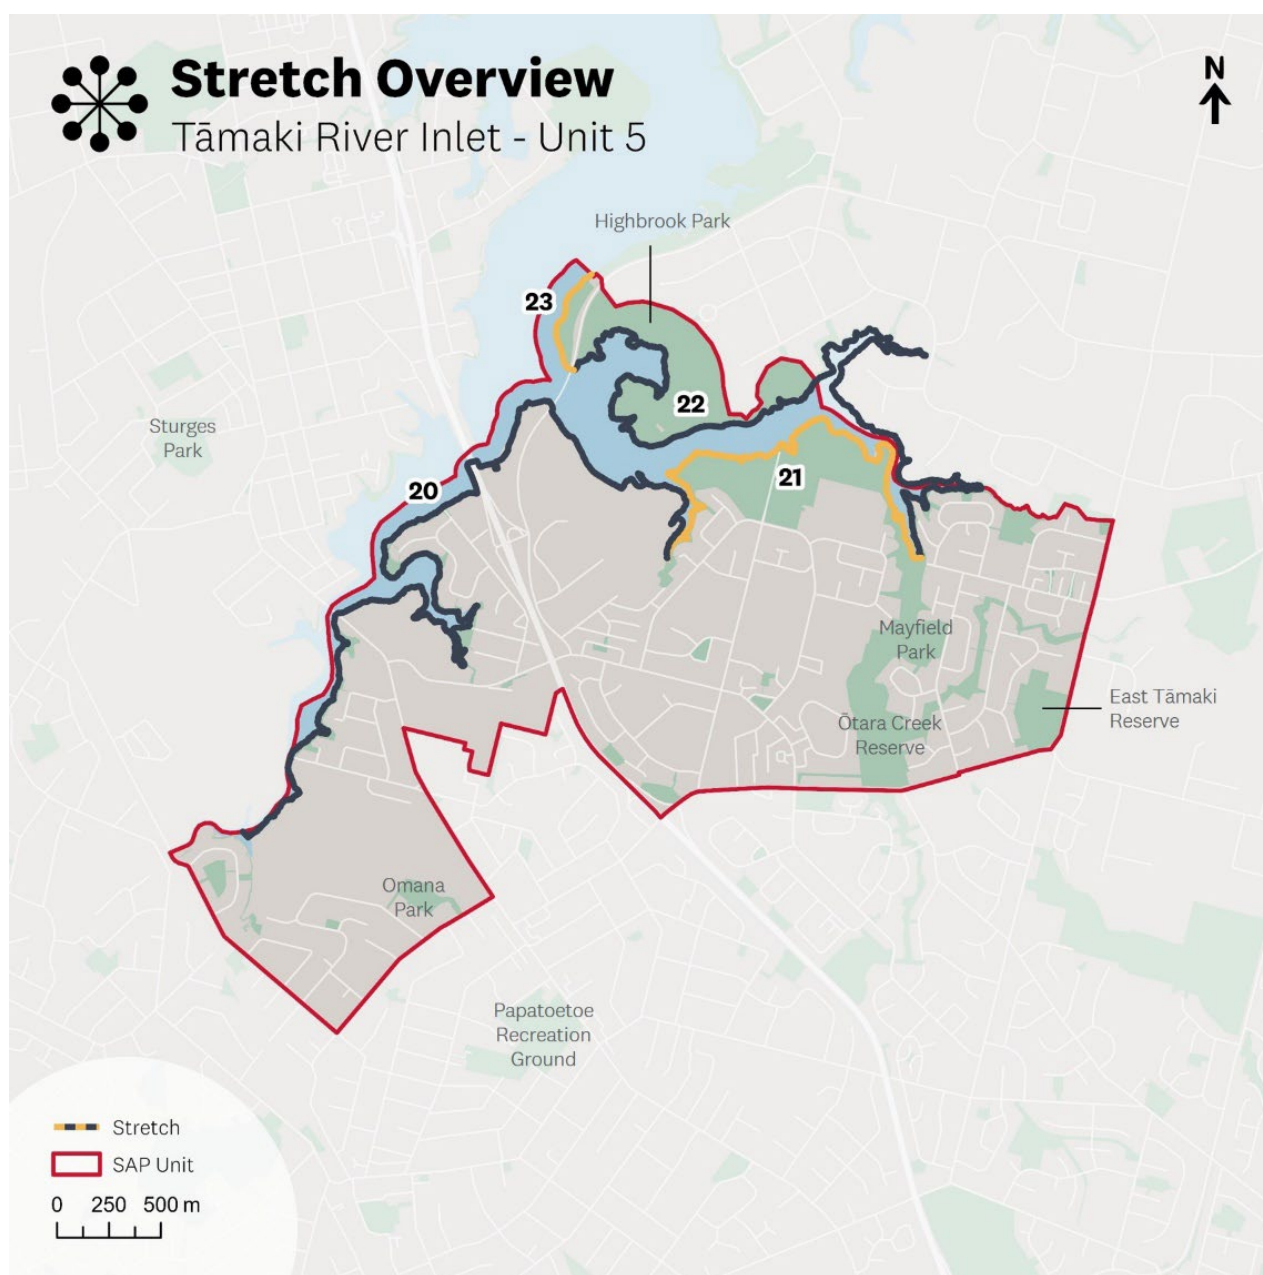 Stretch Overview
Tāmaki River Inlet - Unit 5
N
Highbrook Park
23
22
Sturges
Park
20
21
Mayfield
Park
East Tāmaki
Reserve
Ōtara Creek
Reserve
Omana
Park
Papatoetoe
Recreation
Ground
Stretch
SAP Unit
0 250 500 m